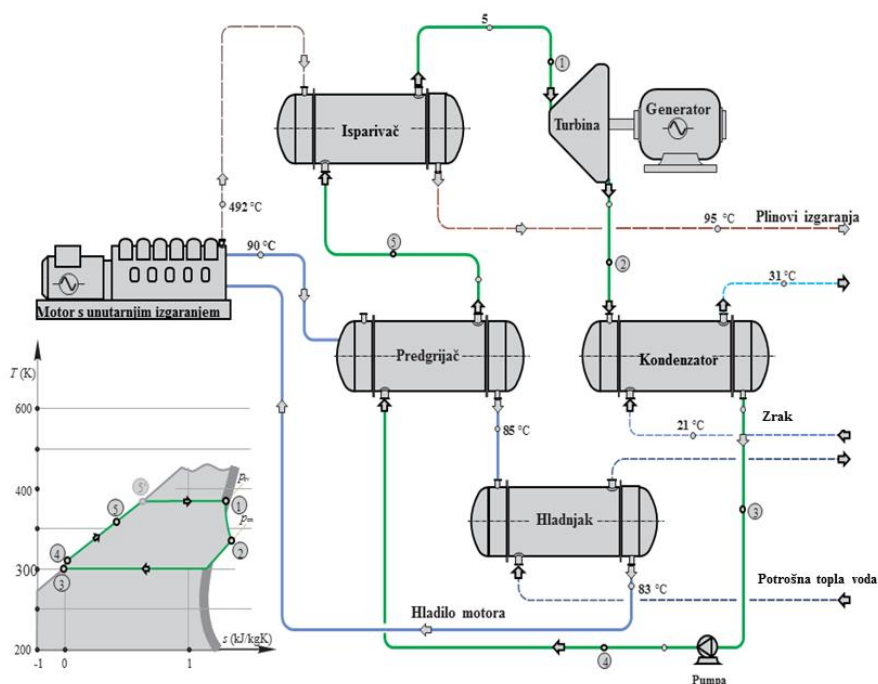 5
1
Isparivač
Turbina
Generator
492 °C
95 °C
Plinovi izgaranja
90 °C
5
2
31 °C
Motor s unutarnjim izgaranjem
Predgrijač
Kondenzator
T (K)
600
85 °C
21 °C
Zrak
400
5'
1
3
5
Hladnjak
4
2
300
3
Potrošna topla voda
83 °C
Hladilo motora
s (kJ/kgK)
200
4
-1
0
1
Pumpa